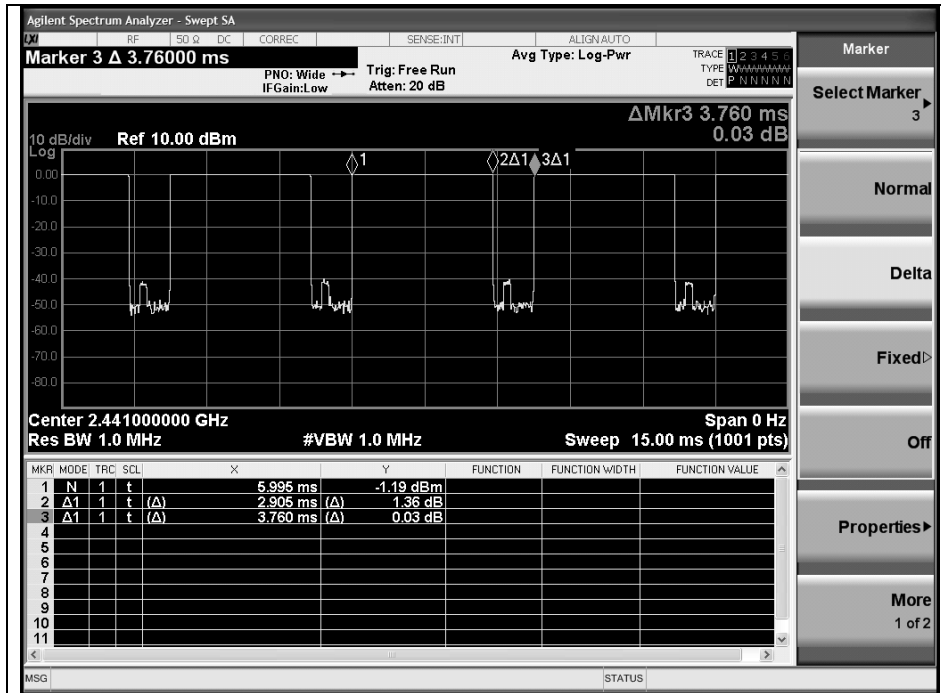 Agilent Spectrum Analyzer - Swept SA
LXI RF 50 Ω DC CORREC SENSE:INT ALIGN AUTO
Marker 3 Δ 3.76000 ms
PNO: Wide
IFGain:Low
Trig: Free Run
Atten: 20 dB
Avg Type: Log-Pwr
TRACE 1 2 3 4 5 6
TYPE WWWWWW
DET P N N N N N
ΔMkr3 3.760 ms
0.03 dB
10 dB/div Ref 10.00 dBm
Log
1 2Δ1 3Δ1
0.00
-10.0
-20.0
-30.0
-40.0
-50.0
-60.0
-70.0
-80.0
Center 2.441000000 GHz Span 0 Hz
Res BW 1.0 MHz #VBW 1.0 MHz Sweep 15.00 ms (1001 pts)
MKR MODE TRC SCL X Y FUNCTION FUNCTION WIDTH FUNCTION VALUE
1 N 1 t 5.995 ms -1.19 dBm
2 Δ1 1 t (Δ) 2.905 ms (Δ) 1.36 dB
3 Δ1 1 t (Δ) 3.760 ms (Δ) 0.03 dB
4
5
6
7
8
9
10
11
MSG STATUS
Marker
Select Marker
3
Normal
Delta
Fixed
Off
Properties
More
1 of 2